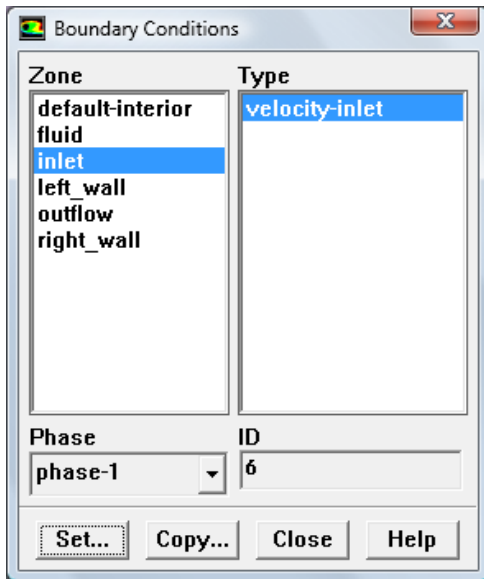 Boundary Conditions
Zone
Type
default-interior
fluid
inlet
left_wall
outflow
right_wall
velocity-inlet
Phase
ID
phase-1
6
Set...
Copy...
Close
Help